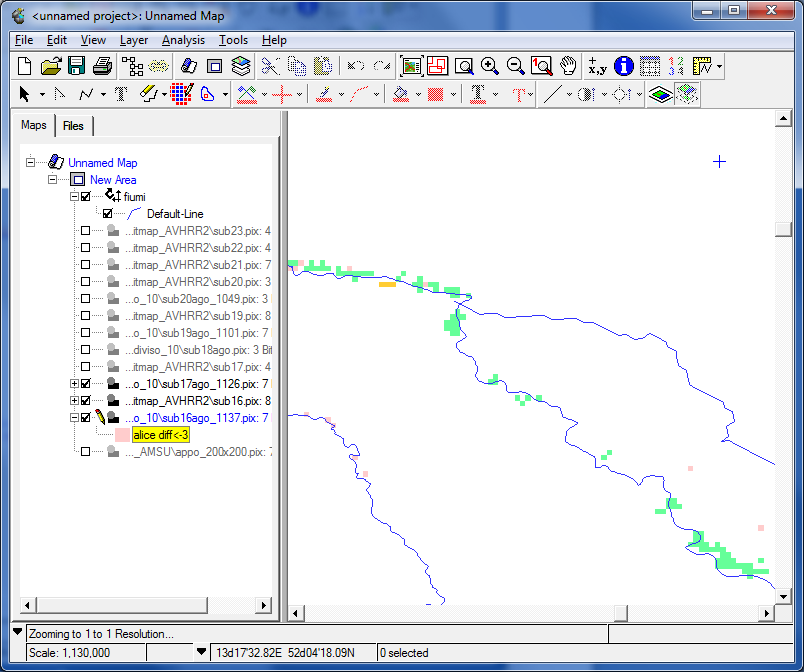 <unnamed project>: Unnamed Map
File Edit View Layer Analysis Tools Help
+x,y
1 2
3 4
Maps Files
Unnamed Map
New Area
fiumi
Default-Line
...itmap_AVHRR2\sub23.pix: 4
...itmap_AVHRR2\sub22.pix: 4
...itmap_AVHRR2\sub21.pix: 7
...itmap_AVHRR2\sub20.pix: 3
...o_10\sub20ago_1049.pix: 3
...itmap_AVHRR2\sub19.pix: 8
...o_10\sub19ago_1101.pix: 7
...diviso_10\sub18ago.pix: 3 Bit
...itmap_AVHRR2\sub17.pix: 4
...o_10\sub17ago_1126.pix: 7
...itmap_AVHRR2\sub16.pix: 8
...o_10\sub16ago_1137.pix: 7
alice diff<-3
..._AMSU\appo_200x200.pix: 7
Zooming to 1 to 1 Resolution...
Scale: 1,130,000 13d17'32.82E 52d04'18.09N 0 selected